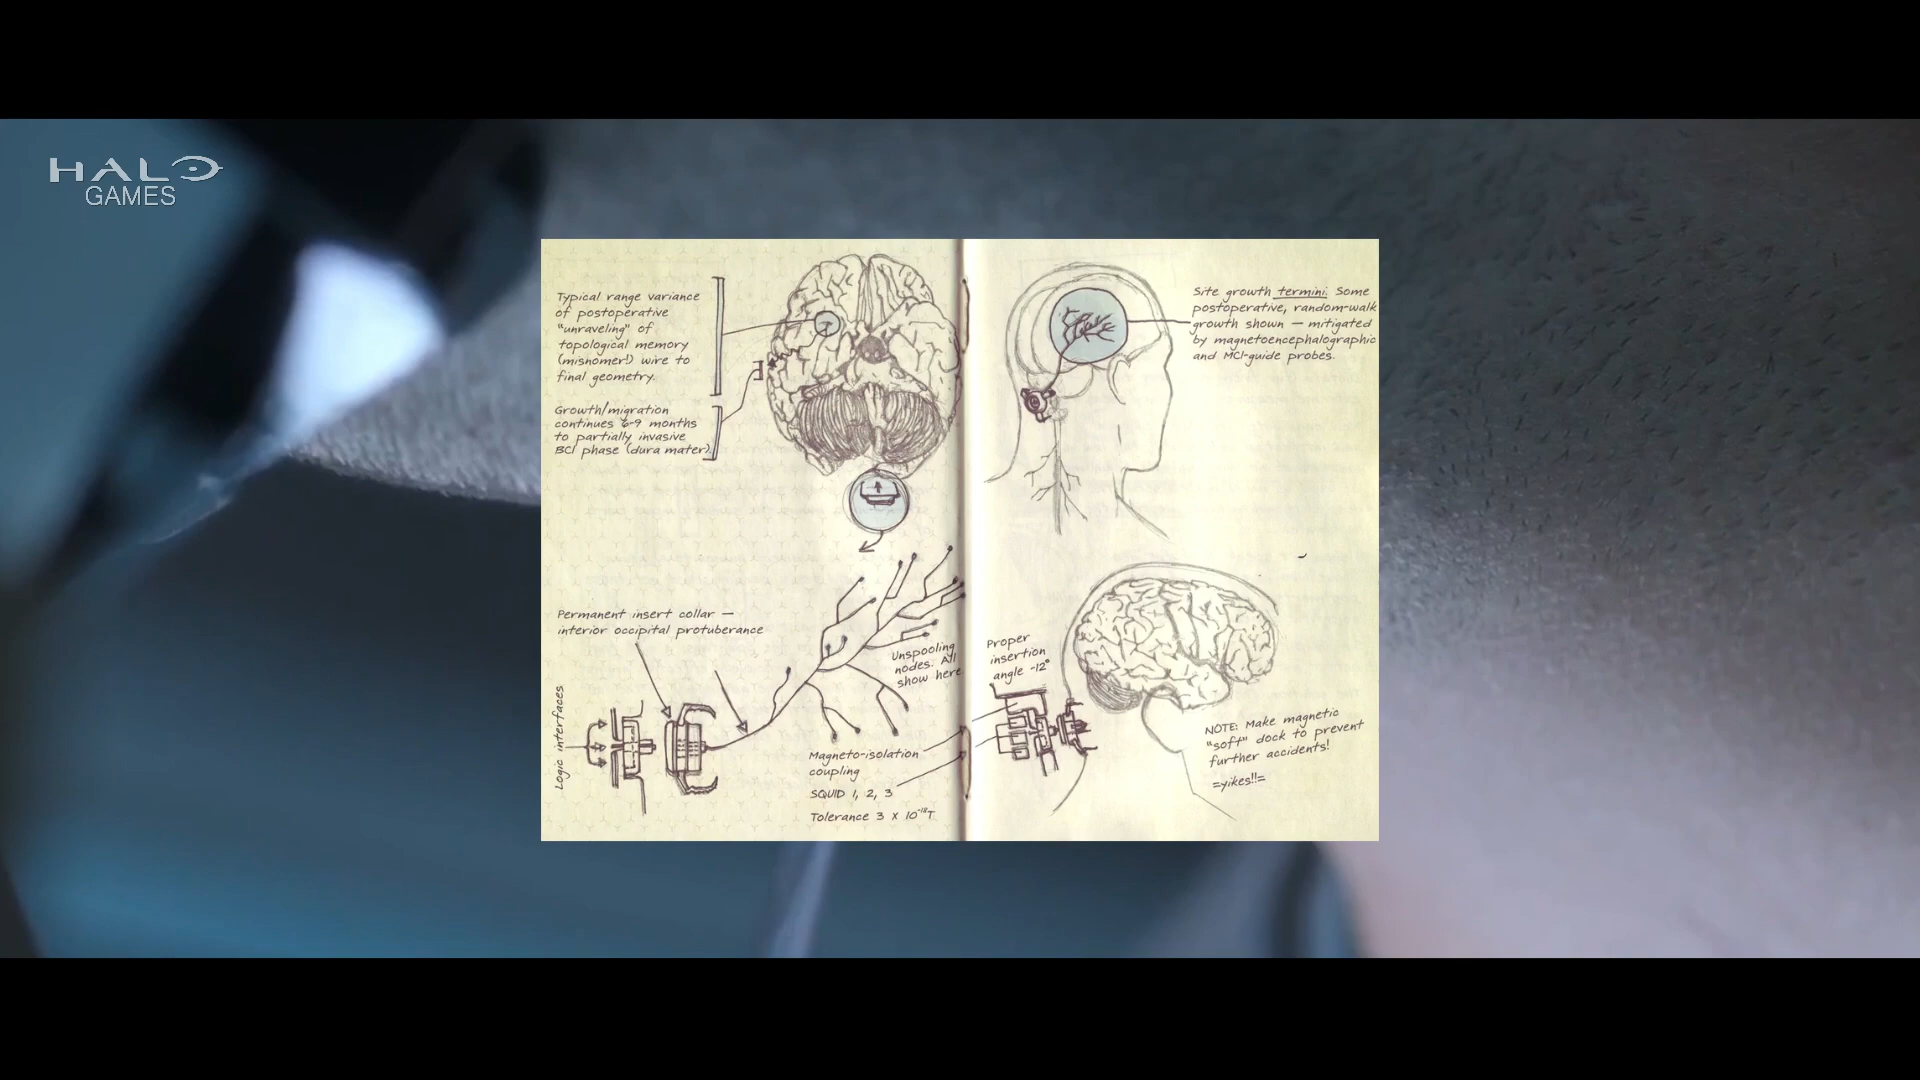 HALO
GAMES
Typical range variance
of postoperative
"unraveling" of
topological memory
(misnomer!) wire to
final geometry.
Growth/migration
continues 6-9 months
to partially invasive
BCI phase (dura mater).
Permanent insert collar —
interior occipital protuberance
Logic interfaces
Unspooling
nodes. All
show here
Magneto-isolation
coupling
SQUID 1, 2, 3
Tolerance 3 x 10⁻¹⁸T
Site growth termini. Some
postoperative, random-walk
growth shown — mitigated
by magnetoencephalographic
and MCI-guide probes.
Proper
insertion
angle -12°
NOTE: Make magnetic
"soft" dock to prevent
further accidents!
=yikes!!=